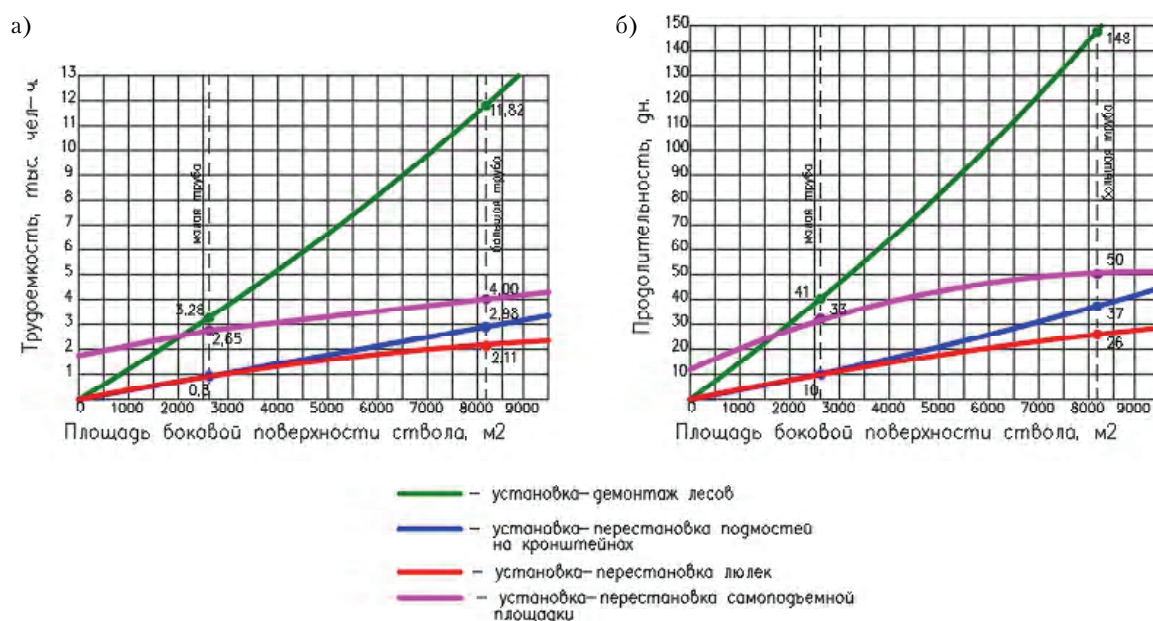 а)
Трудоемкость, тыс. чел–ч.
13
12
11
10
9
8
7
6
5
4
3
2
1
0 1000 2000 3000 4000 5000 6000 7000 8000 9000
малая труба
большая труба
11,82
3,28
2,65
4,00
2,98
2,11
Площадь боковой поверхности ствола, м2
б)
Продолительность, дн.
150
140
130
120
110
100
90
80
70
60
50
40
30
20
10
0 1000 2000 3000 4000 5000 6000 7000 8000 9000
малая труба
большая труба
148
41
33
50
37
26
10
Площадь боковой поверхности ствола, м2
– установка–демонтаж лесов
– установка–перестановка подмостей
на кронштейнах
– установка–перестановка люлек
– установка–перестановка самоподъемной
площадки